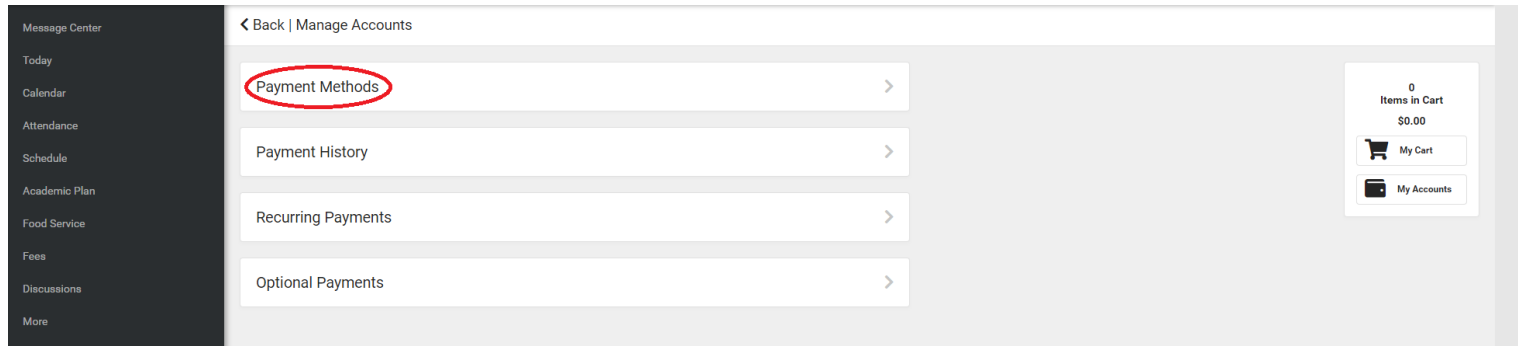 Message Center
Today
Calendar
Attendance
Schedule
Academic Plan
Food Service
Fees
Discussions
More
Back | Manage Accounts
Payment Methods
Payment History
Recurring Payments
Optional Payments
0
Items in Cart
$0.00
My Cart
My Accounts